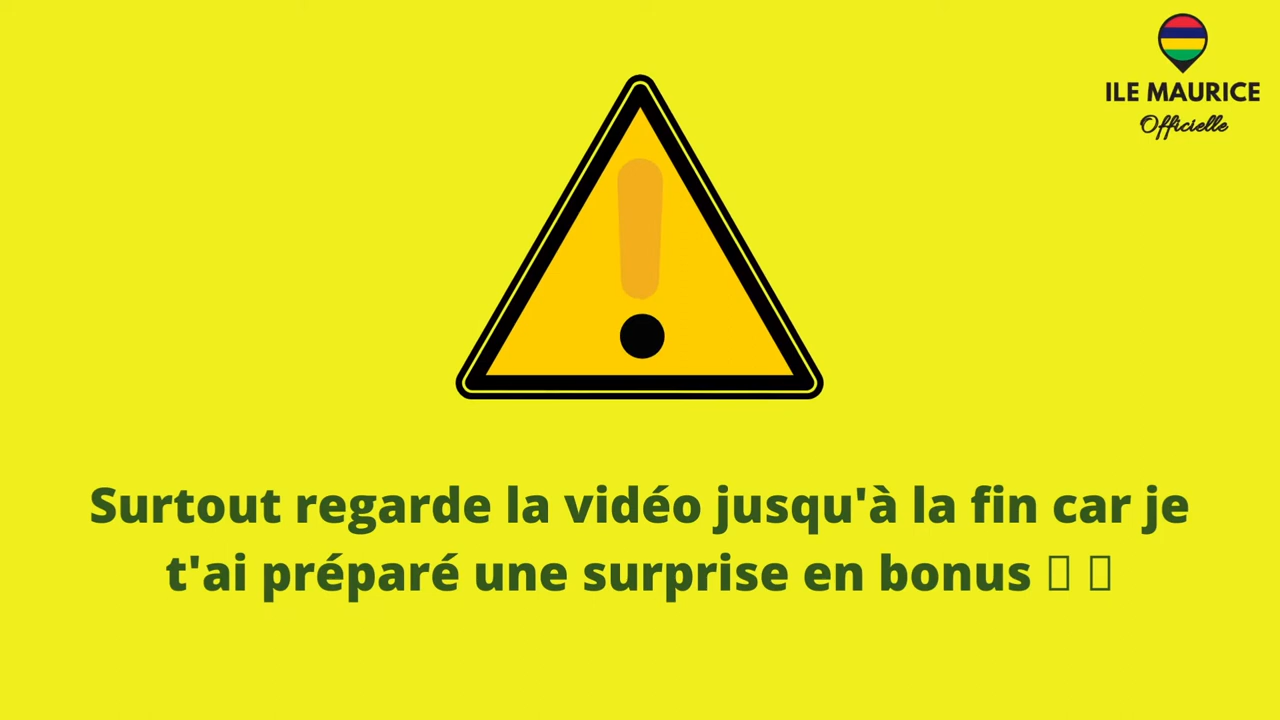 ILE MAURICE
Officielle
Surtout regarde la vidéo jusqu'à la fin car je
t'ai préparé une surprise en bonus